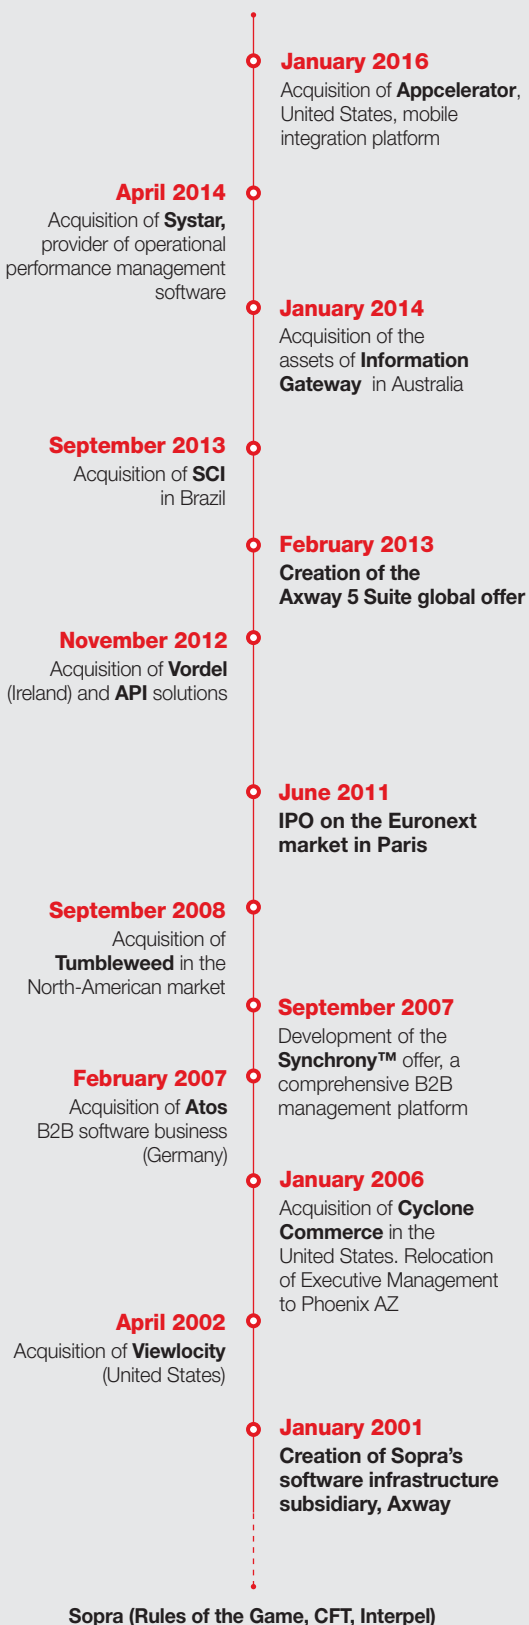 January 2016
Acquisition of Appcelerator,
United States, mobile
integration platform
April 2014
Acquisition of Systar,
provider of operational
performance management
software
January 2014
Acquisition of the
assets of Information
Gateway in Australia
September 2013
Acquisition of SCI
in Brazil
February 2013
Creation of the
Axway 5 Suite global offer
November 2012
Acquisition of Vordel
(Ireland) and API solutions
June 2011
IPO on the Euronext
market in Paris
September 2008
Acquisition of
Tumbleweed in the
North-American market
September 2007
Development of the
Synchrony™ offer, a
comprehensive B2B
management platform
February 2007
Acquisition of Atos
B2B software business
(Germany)
January 2006
Acquisition of Cyclone
Commerce in the
United States. Relocation
of Executive Management
to Phoenix AZ
April 2002
Acquisition of Viewlocity
(United States)
January 2001
Creation of Sopra's
software infrastructure
subsidiary, Axway
Sopra (Rules of the Game, CFT, Interpel)